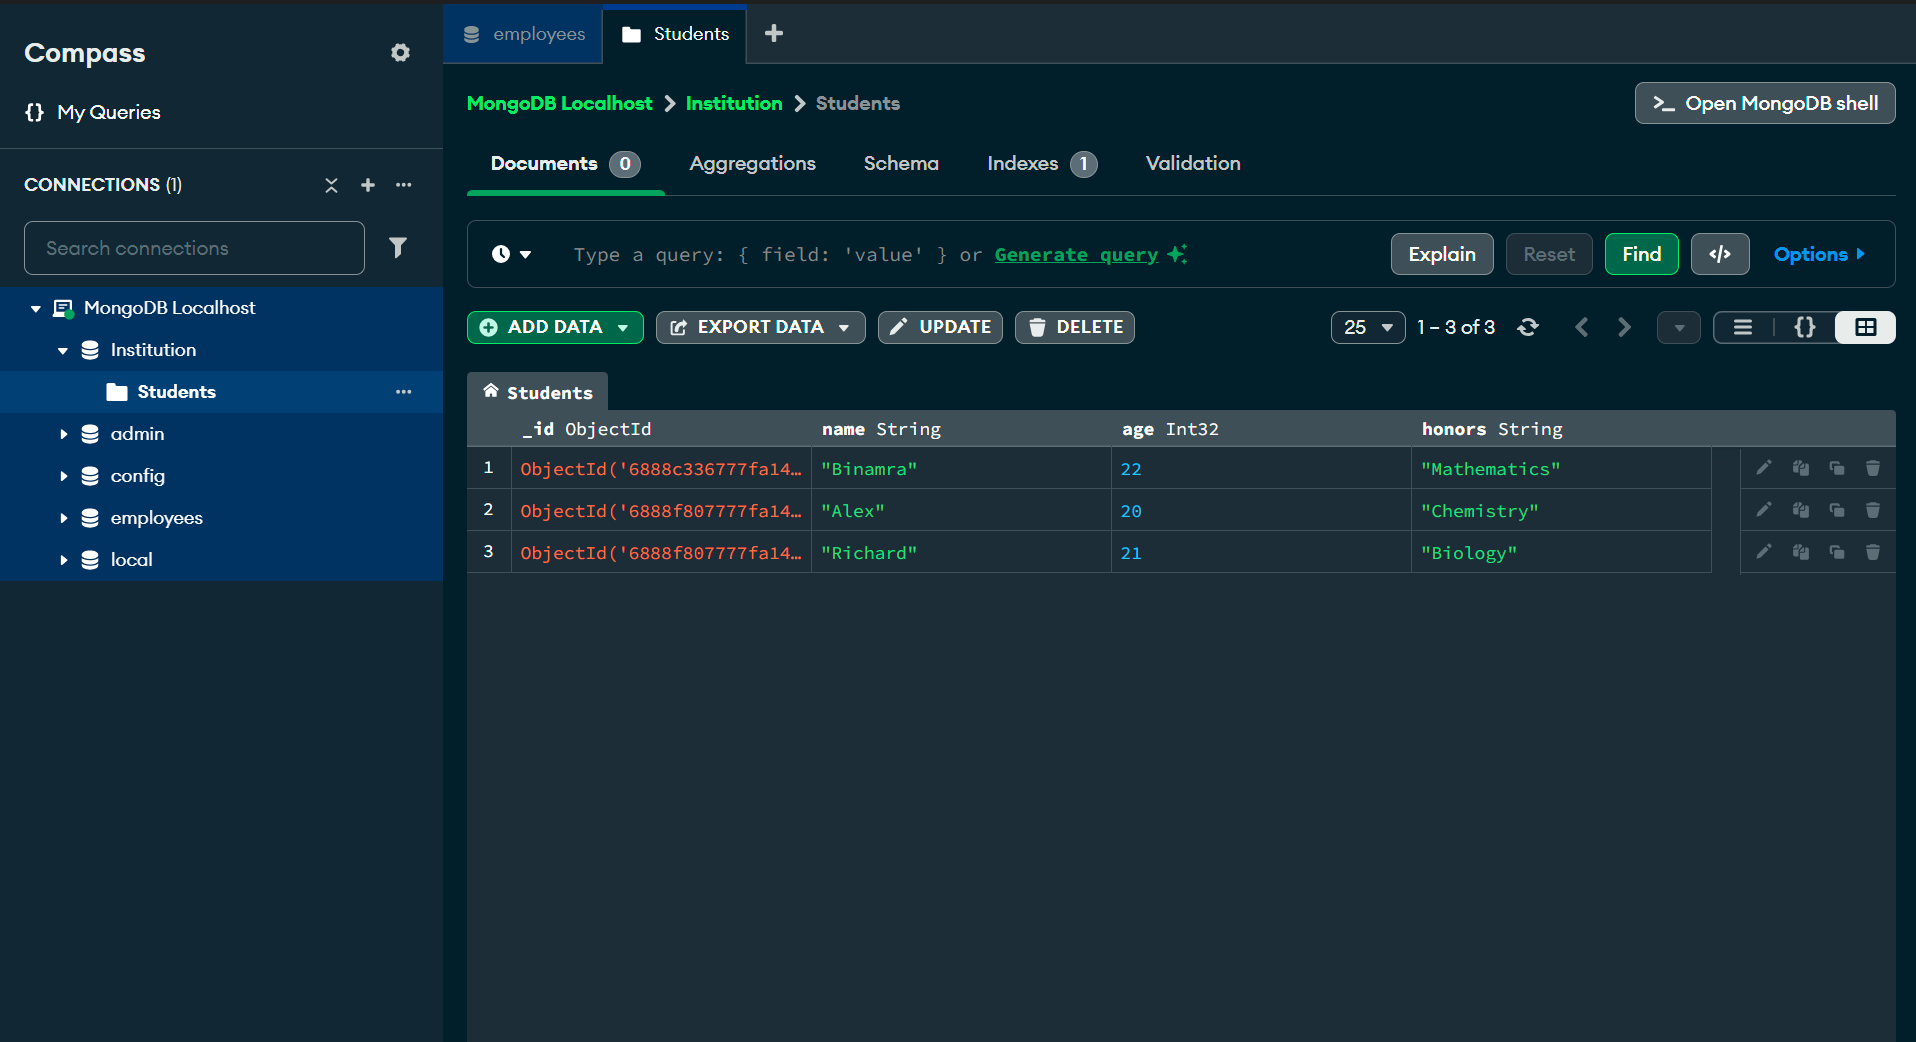 Compass
{} My Queries
CONNECTIONS (1)
Search connections
MongoDB Localhost
Institution
Students
admin
config
employees
local
employees
Students
MongoDB Localhost > Institution > Students
>_ Open MongoDB shell
Documents 0 Aggregations Schema Indexes 1 Validation
Type a query: { field: 'value' } or Generate query
Explain Reset Find </> Options
ADD DATA EXPORT DATA UPDATE DELETE
25 1 – 3 of 3 {}
Students
_id ObjectId name String age Int32 honors String
1 ObjectId('6888c336777fa14… "Binamra" 22 "Mathematics"
2 ObjectId('6888f807777fa14… "Alex" 20 "Chemistry"
3 ObjectId('6888f807777fa14… "Richard" 21 "Biology"